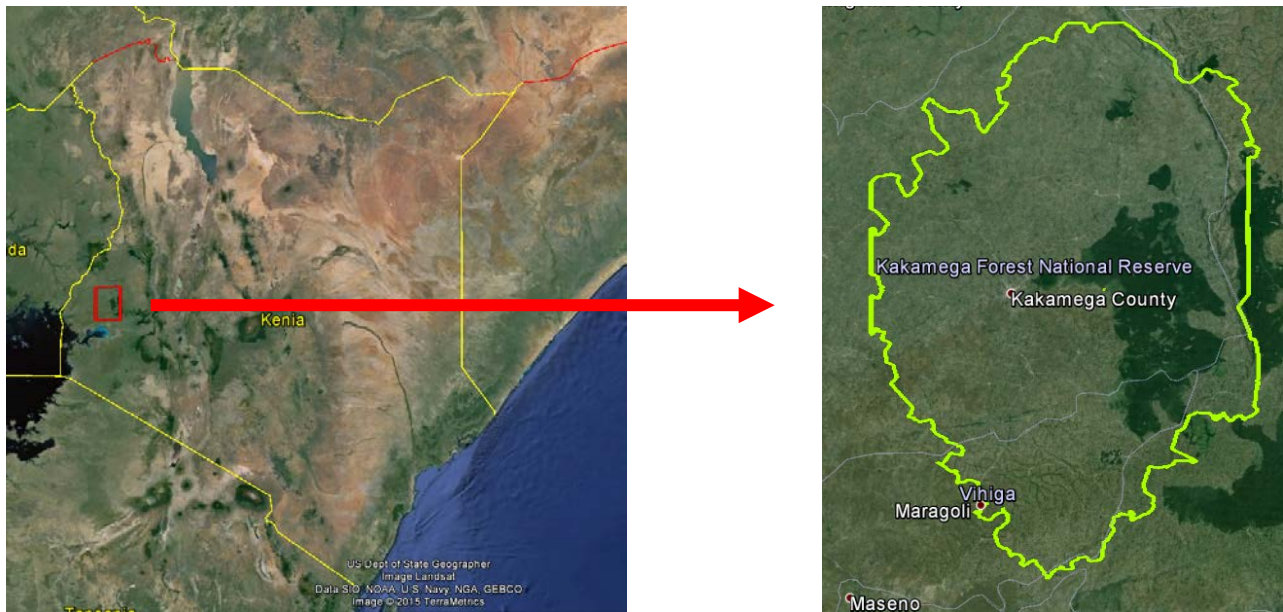 da
Kenia
US Dept of State Geographer
Image Landsat
Data SIO, NOAA, U.S. Navy, NGA, GEBCO
Image © 2015 TerraMetrics
Kakamega Forest National Reserve
Kakamega County
Vihiga
Maragoli
Maseno